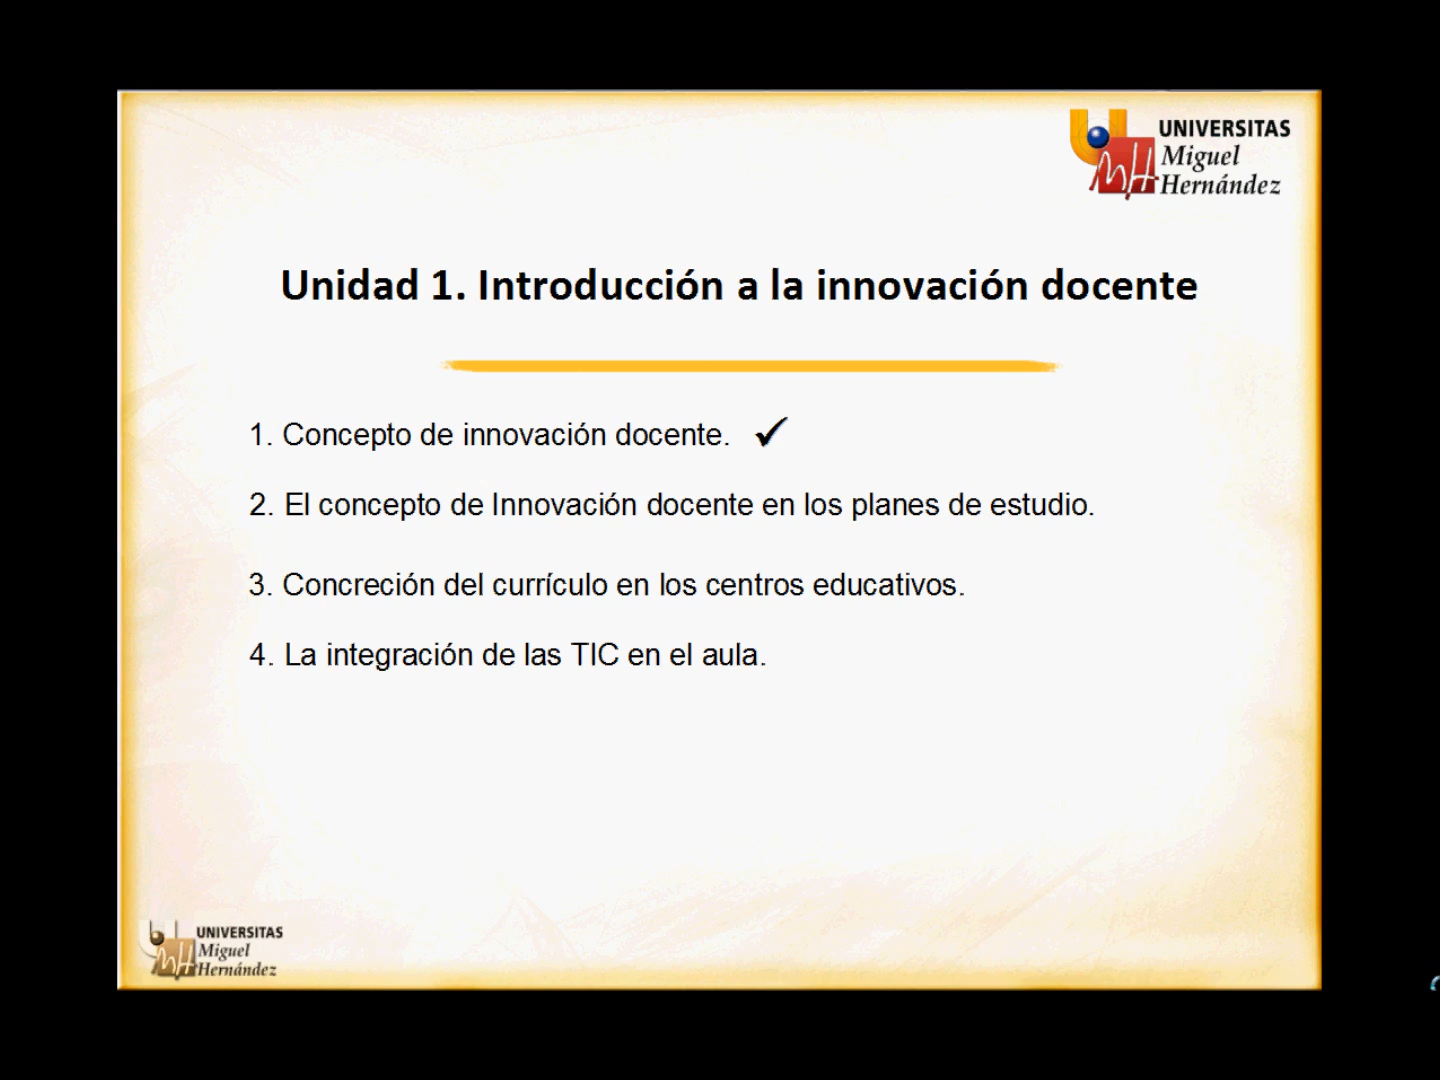 UNIVERSITAS
Miguel
Hernández
Unidad 1. Introducción a la innovación docente
1. Concepto de innovación docente. ✓
2. El concepto de Innovación docente en los planes de estudio.
3. Concreción del currículo en los centros educativos.
4. La integración de las TIC en el aula.
UNIVERSITAS
Miguel
Hernández